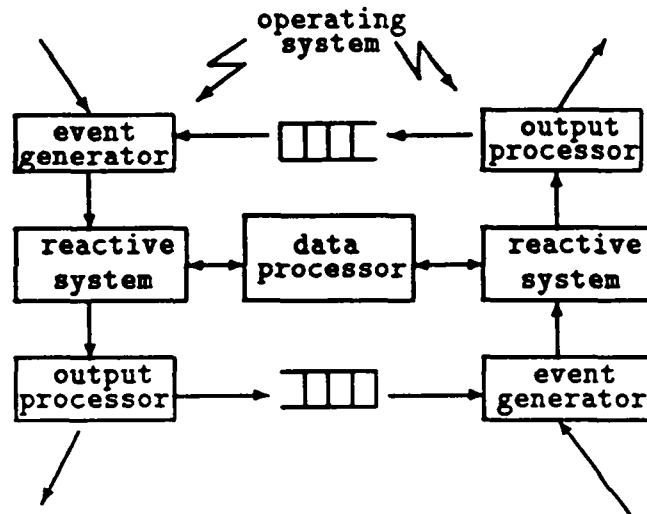 operating
system
event
generator
output
processor
reactive
system
data
processor
reactive
system
output
processor
event
generator